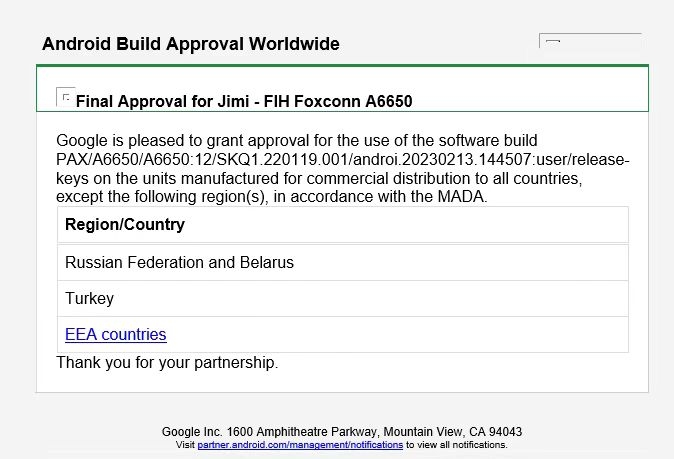 Android Build Approval Worldwide
Final Approval for Jimi - FIH Foxconn A6650
Google is pleased to grant approval for the use of the software build
PAX/A6650/A6650:12/SKQ1.220119.001/androi.20230213.144507:user/release-
keys on the units manufactured for commercial distribution to all countries,
except the following region(s), in accordance with the MADA.
Region/Country
Russian Federation and Belarus
Turkey
EEA countries
Thank you for your partnership.
Google Inc. 1600 Amphitheatre Parkway, Mountain View, CA 94043
Visit partner.android.com/management/notifications to view all notifications.